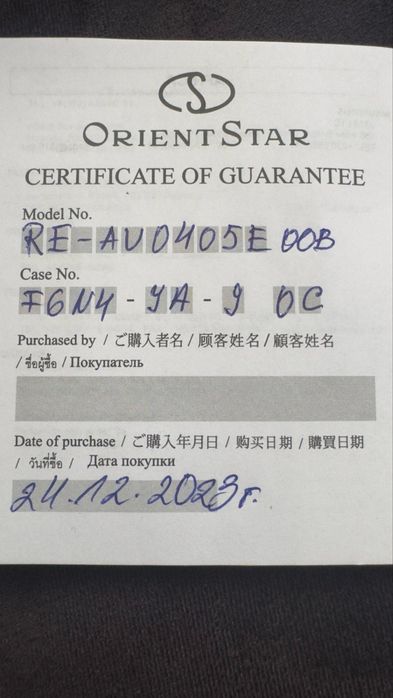 ORIENT STAR
CERTIFICATE OF GUARANTEE
Model No.
RE-AV0405E 00B
Case No.
F6N4-YA-9 0C
Purchased by / ご購入者名 / 顾客姓名 / 顧客姓名
/ ชื่อผู้ซื้อ / Покупатель
Date of purchase / ご購入年月日 / 购买日期 / 購買日期
/ วันที่ซื้อ / Дата покупки
24.12.2023г.